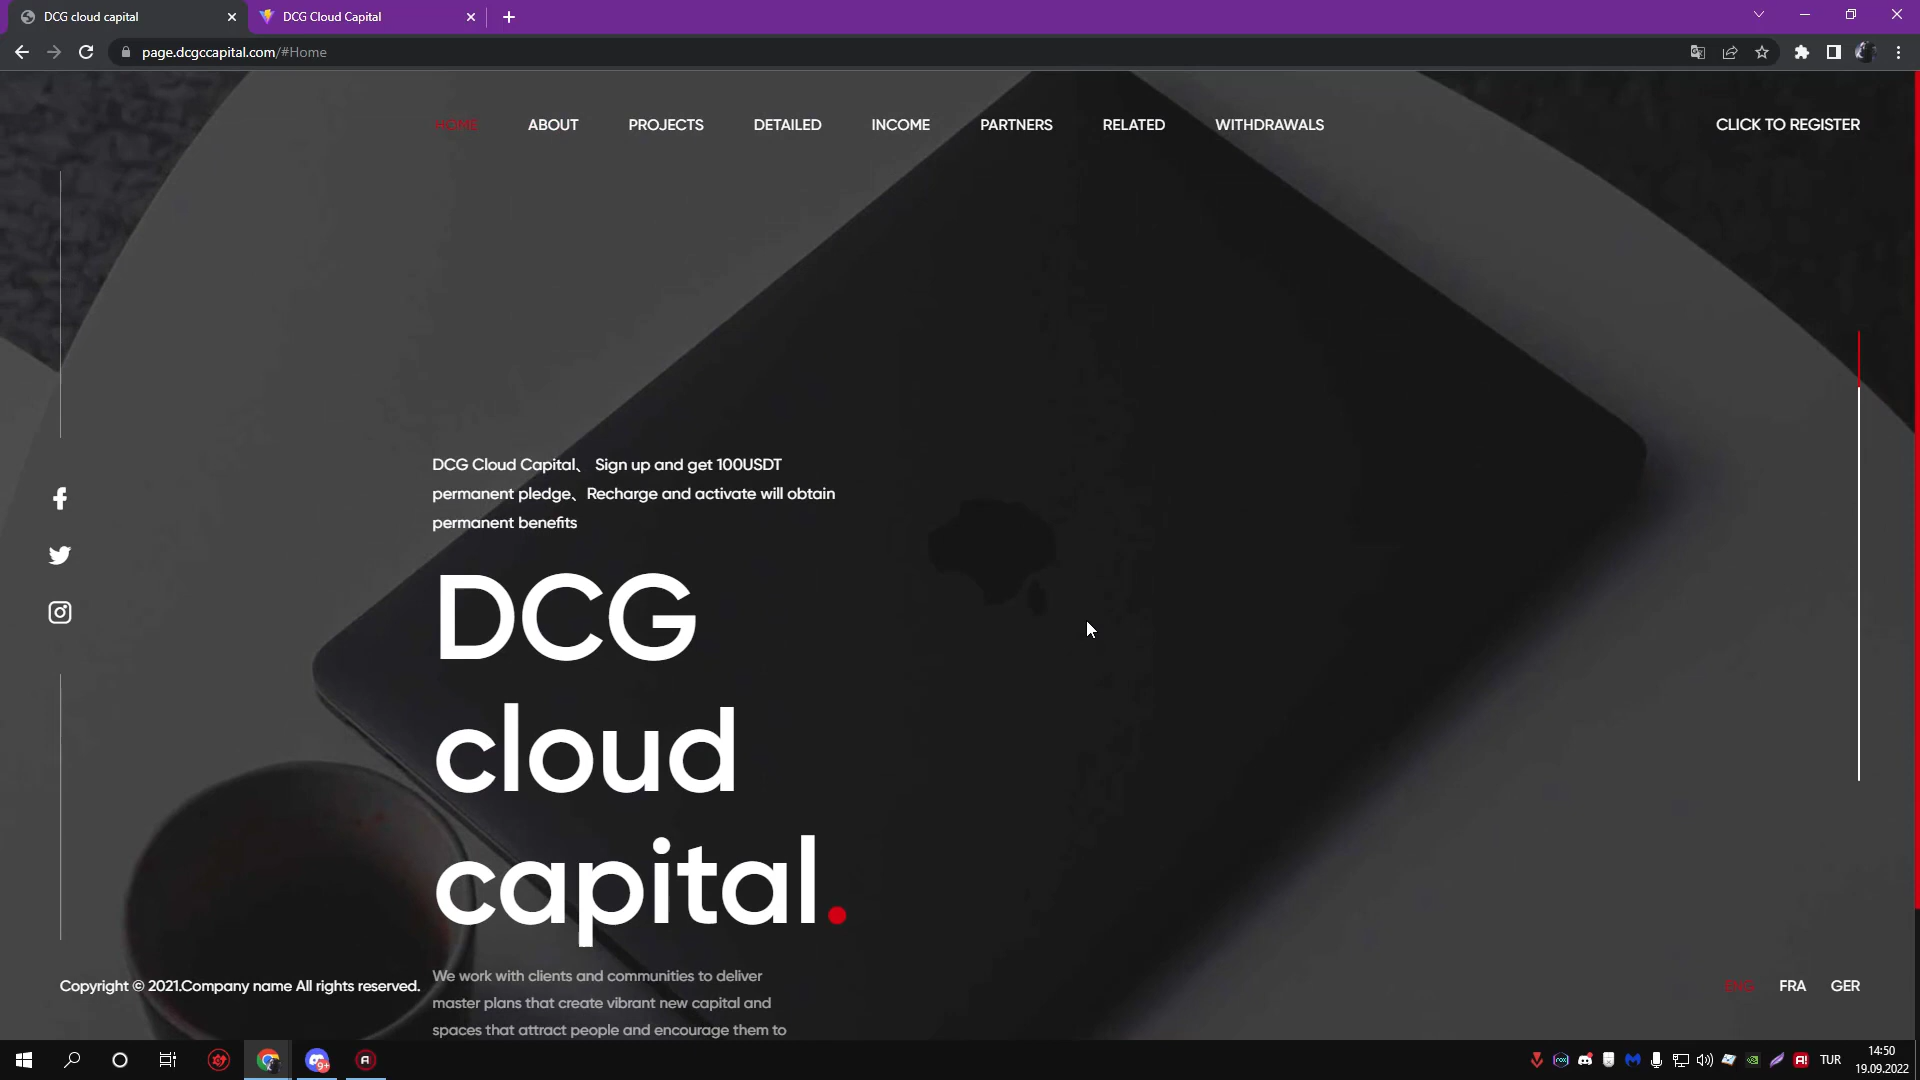 DCG cloud capital
DCG Cloud Capital
page.dcgccapital.com/#Home
HOME
ABOUT
PROJECTS
DETAILED
INCOME
PARTNERS
RELATED
WITHDRAWALS
CLICK TO REGISTER
DCG Cloud Capital、 Sign up and get 100USDT
permanent pledge、Recharge and activate will obtain
permanent benefits
DCG
cloud
capital.
We work with clients and communities to deliver
master plans that create vibrant new capital and
spaces that attract people and encourage them to
Copyright © 2021.Company name All rights reserved.
ENG
FRA
GER
9+
TUR
14:50
19.09.2022